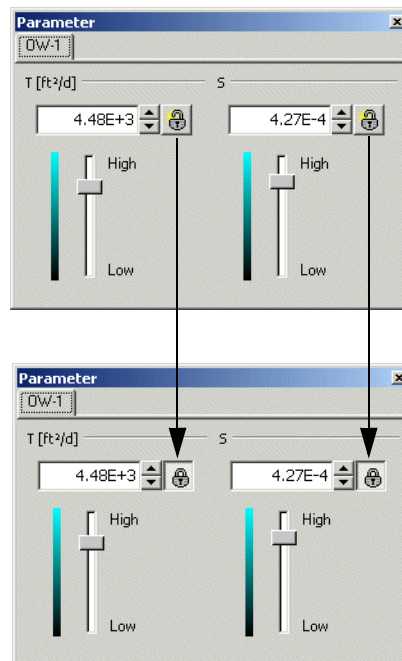 Parameter
OW-1
T [ft²/d] S
4.48E+3 4.27E-4
High High
Low Low
Parameter
OW-1
T [ft²/d] S
4.48E+3 4.27E-4
High High
Low Low